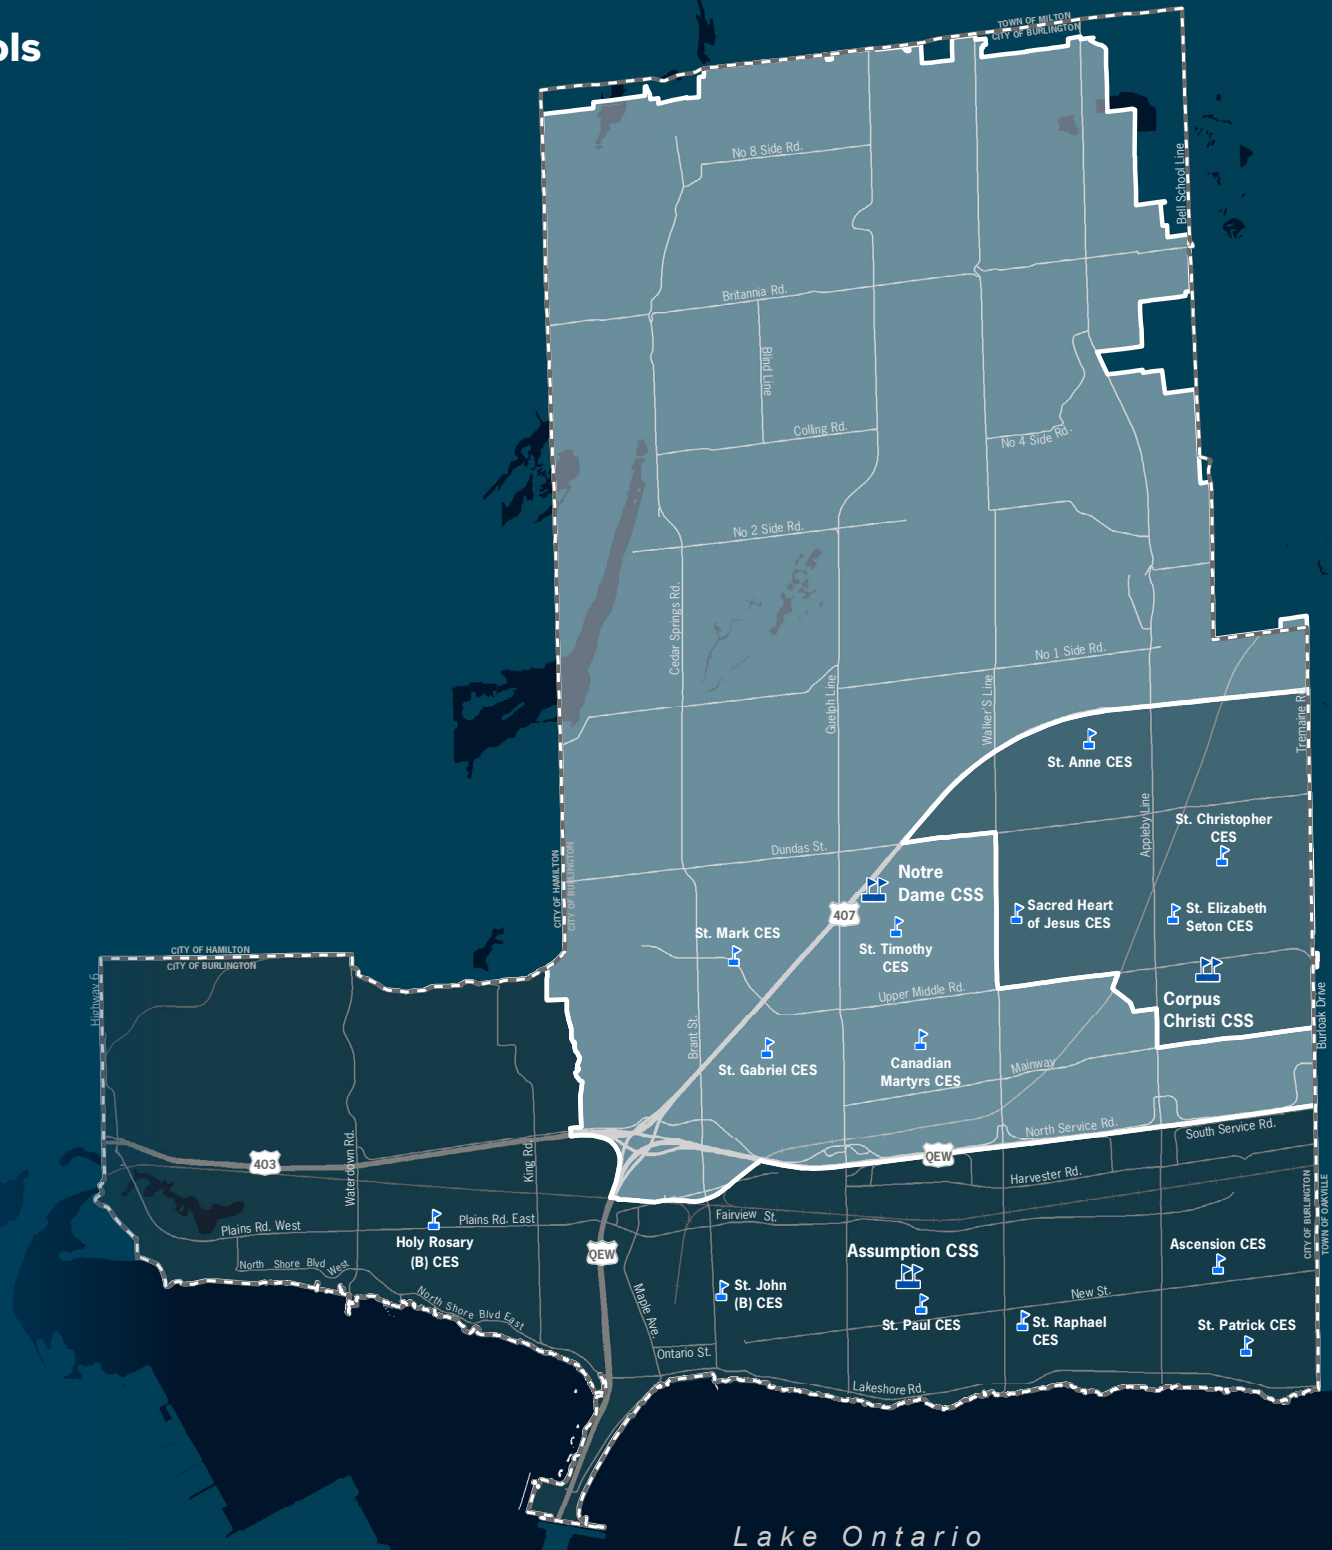 ols
TOWN OF MILTON
CITY OF BURLINGTON
No 8 Side Rd.
Bell School Line
Britannia Rd.
Blind Line
Colling Rd.
No 4 Side Rd.
No 2 Side Rd.
Cedar Springs Rd.
No 1 Side Rd.
Guelph Line
Walker'S Line
Tremaine Rd.
St. Anne CES
Appleby Line
St. Christopher
CES
Dundas St.
CITY OF HAMILTON
CITY OF BURLINGTON
Notre
Dame CSS
407
Sacred Heart
of Jesus CES
St. Elizabeth
Seton CES
St. Mark CES
St. Timothy
CES
CITY OF HAMILTON
CITY OF BURLINGTON
Highway 6
Upper Middle Rd.
Corpus
Christi CSS
Burloak Drive
Brant St.
St. Gabriel CES
Canadian
Martyrs CES
Mainway
North Service Rd.
South Service Rd.
QEW
403
Waterdown Rd.
King Rd.
Harvester Rd.
Plains Rd. West
Plains Rd. East
Fairview St.
Holy Rosary
(B) CES
QEW
CITY OF BURLINGTON
TOWN OF OAKVILLE
Assumption CSS
Ascension CES
North Shore Blvd West
North Shore Blvd East
Maple Ave.
St. John
(B) CES
New St.
St. Paul CES
St. Raphael
CES
St. Patrick CES
Ontario St.
Lakeshore Rd.
Lake Ontario